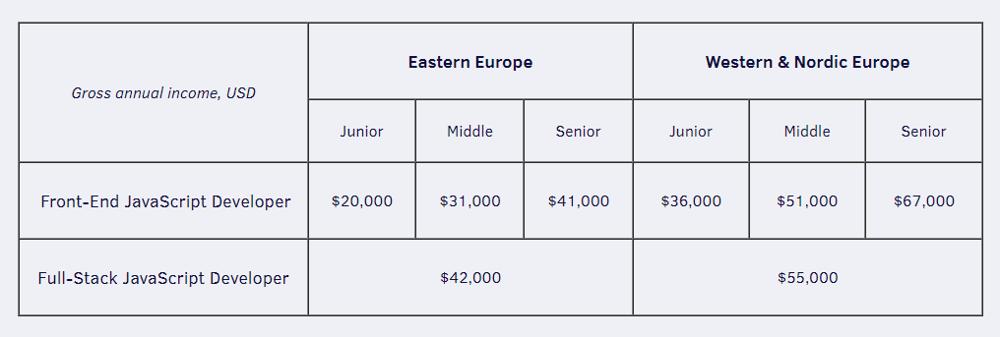 Eastern Europe Western & Nordic Europe
Gross annual income, USD
Junior Middle Senior Junior Middle Senior
Front-End JavaScript Developer $20,000 $31,000 $41,000 $36,000 $51,000 $67,000
Full-Stack JavaScript Developer $42,000 $55,000